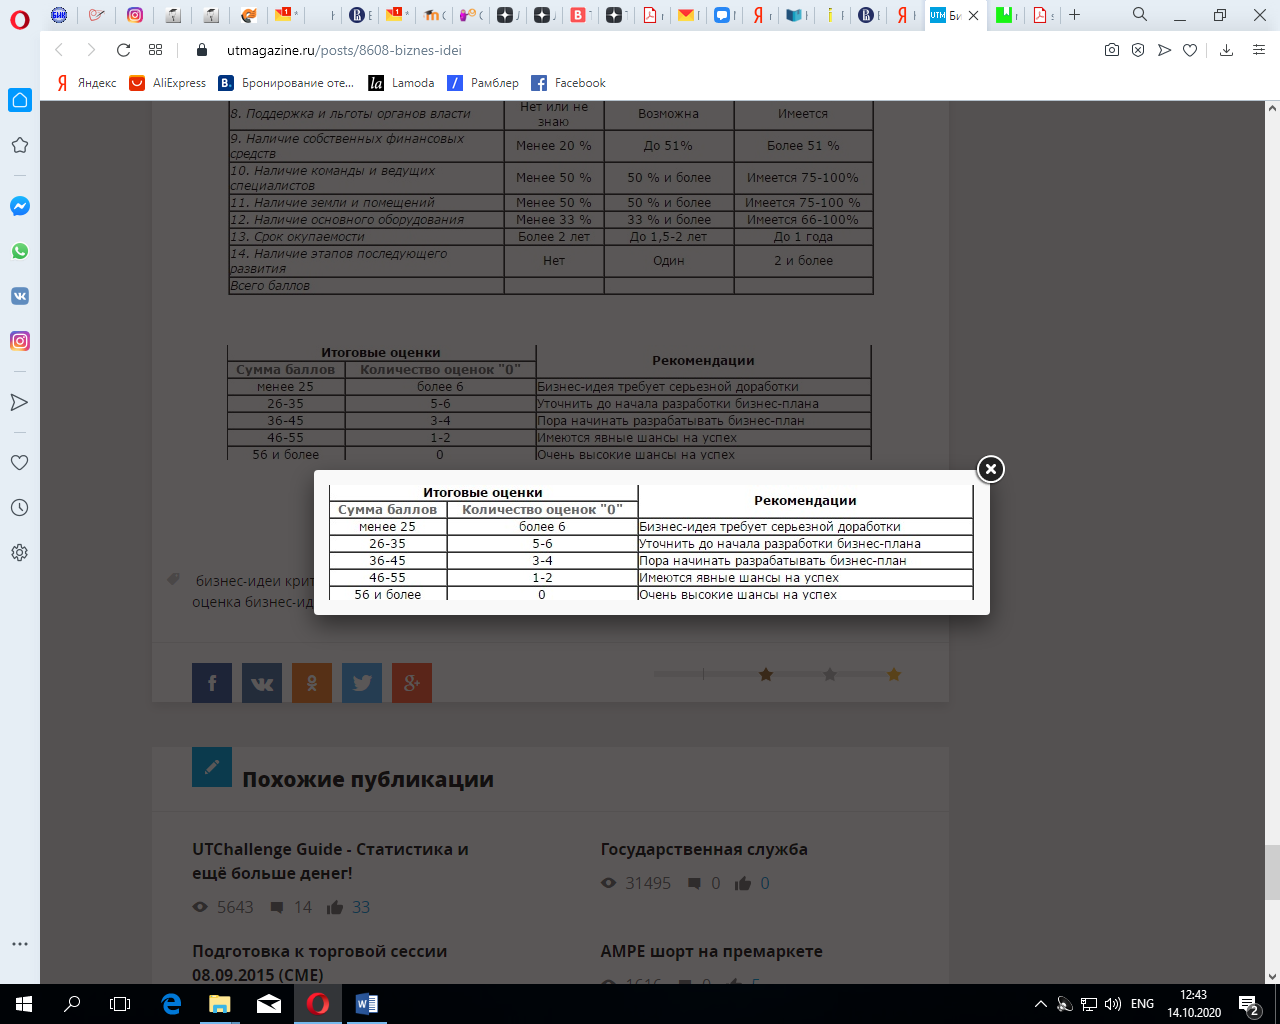 Би
utmagazine.ru/posts/8608-biznes-idei
Яндекс AliExpress Бронирование оте... Lamoda Рамблер Facebook
8. Поддержка и льготы органов власти Нет или не знаю Возможна Имеется
9. Наличие собственных финансовых средств Менее 20 % До 51% Более 51 %
10. Наличие команды и ведущих специалистов Менее 50 % 50 % и более Имеется 75-100%
11. Наличие земли и помещений Менее 50 % 50 % и более Имеется 75-100 %
12. Наличие основного оборудования Менее 33 % 33 % и более Имеется 66-100%
13. Срок окупаемости Более 2 лет До 1,5-2 лет До 1 года
14. Наличие этапов последующего развития Нет Один 2 и более
Всего баллов
Итоговые оценки Рекомендации
Сумма баллов Количество оценок "0"
менее 25 более 6 Бизнес-идея требует серьезной доработки
26-35 5-6 Уточнить до начала разработки бизнес-плана
36-45 3-4 Пора начинать разрабатывать бизнес-план
46-55 1-2 Имеются явные шансы на успех
56 и более 0 Очень высокие шансы на успех
Итоговые оценки Рекомендации
Сумма баллов Количество оценок "0"
менее 25 более 6 Бизнес-идея требует серьезной доработки
26-35 5-6 Уточнить до начала разработки бизнес-плана
36-45 3-4 Пора начинать разрабатывать бизнес-план
46-55 1-2 Имеются явные шансы на успех
56 и более 0 Очень высокие шансы на успех
бизнес-идеи крит
оценка бизнес-ид
Похожие публикации
UTChallenge Guide - Статистика и
ещё больше денег!
5643 14 33
Государственная служба
31495 0 0
Подготовка к торговой сессии
08.09.2015 (CME)
AMPE шорт на премаркете
1616 0 5
ENG
12:43
14.10.2020
2